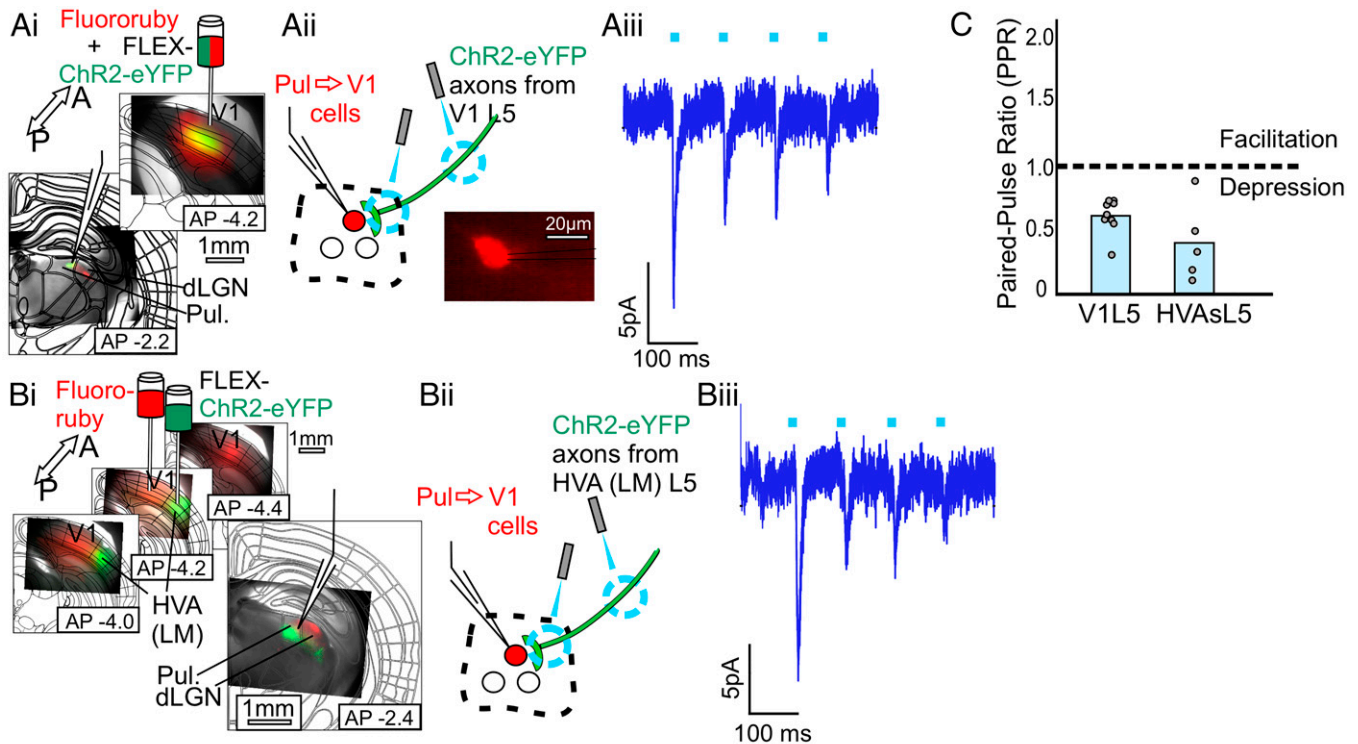 Ai
Fluororuby
+ FLEX-
ChR2-eYFP
A
P
V1
AP -4.2
1mm
dLGN
Pul.
AP -2.2
Aii
Pul⇨V1
cells
ChR2-eYFP
axons from
V1 L5
20μm
Aiii
5pA
100 ms
C
Paired-Pulse Ratio (PPR)
2.0
1.5
1.0
0.5
0
Facilitation
Depression
V1L5
HVAsL5
Bi
Fluoro-
ruby
FLEX-
ChR2-eYFP
A
P
V1
1mm
AP -4.4
V1
AP -4.2
V1
AP -4.0
HVA
(LM)
Pul.
dLGN
1mm
AP -2.4
Bii
ChR2-eYFP
axons from
HVA (LM) L5
Pul⇨V1
cells
Biii
5pA
100 ms